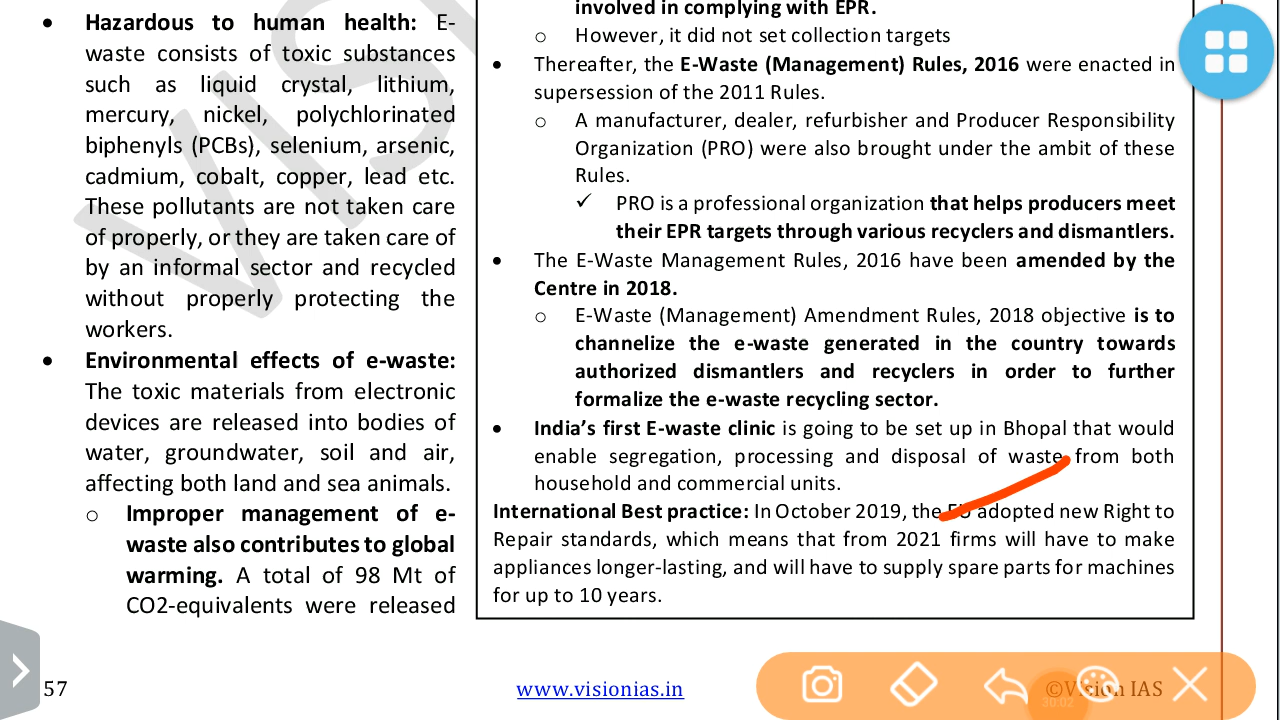 • Hazardous to human health: E-
waste consists of toxic substances
such as liquid crystal, lithium,
mercury, nickel, polychlorinated
biphenyls (PCBs), selenium, arsenic,
cadmium, cobalt, copper, lead etc.
These pollutants are not taken care
of properly, or they are taken care of
by an informal sector and recycled
without properly protecting the
workers.
• Environmental effects of e-waste:
The toxic materials from electronic
devices are released into bodies of
water, groundwater, soil and air,
affecting both land and sea animals.
o Improper management of e-
waste also contributes to global
warming. A total of 98 Mt of
CO2-equivalents were released
involved in complying with EPR.
o However, it did not set collection targets
• Thereafter, the E-Waste (Management) Rules, 2016 were enacted in
supersession of the 2011 Rules.
o A manufacturer, dealer, refurbisher and Producer Responsibility
Organization (PRO) were also brought under the ambit of these
Rules.
✓ PRO is a professional organization that helps producers meet
their EPR targets through various recyclers and dismantlers.
• The E-Waste Management Rules, 2016 have been amended by the
Centre in 2018.
o E-Waste (Management) Amendment Rules, 2018 objective is to
channelize the e-waste generated in the country towards
authorized dismantlers and recyclers in order to further
formalize the e-waste recycling sector.
• India's first E-waste clinic is going to be set up in Bhopal that would
enable segregation, processing and disposal of waste from both
household and commercial units.
International Best practice: In October 2019, the EU adopted new Right to
Repair standards, which means that from 2021 firms will have to make
appliances longer-lasting, and will have to supply spare parts for machines
for up to 10 years.
57
www.visionias.in
©Vision IAS
30:02